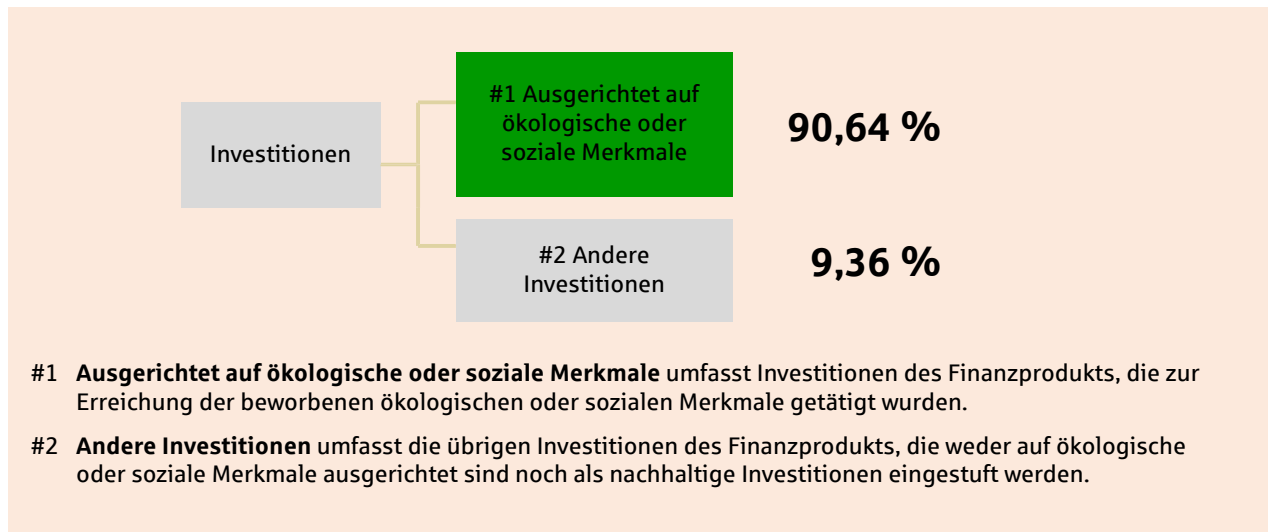 Investitionen
#1 Ausgerichtet auf
ökologische oder
soziale Merkmale
90,64 %
#2 Andere
Investitionen
9,36 %
#1 Ausgerichtet auf ökologische oder soziale Merkmale umfasst Investitionen des Finanzprodukts, die zur
Erreichung der beworbenen ökologischen oder sozialen Merkmale getätigt wurden.
#2 Andere Investitionen umfasst die übrigen Investitionen des Finanzprodukts, die weder auf ökologische
oder soziale Merkmale ausgerichtet sind noch als nachhaltige Investitionen eingestuft werden.